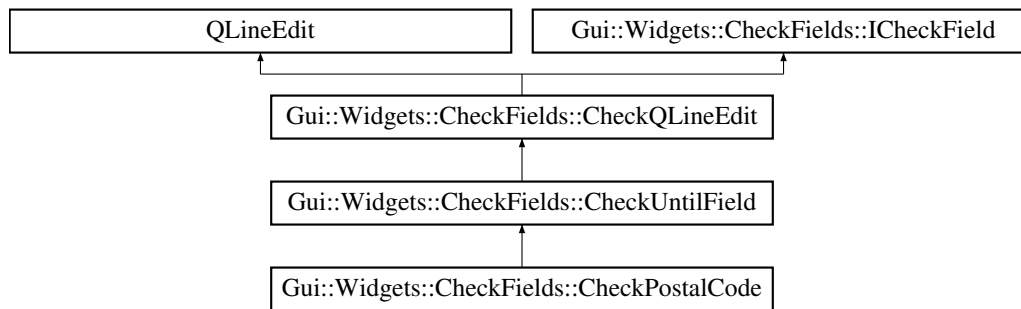 QLineEdit
Gui::Widgets::CheckFields::ICheckField
Gui::Widgets::CheckFields::CheckQLineEdit
Gui::Widgets::CheckFields::CheckUntilField
Gui::Widgets::CheckFields::CheckPostalCode